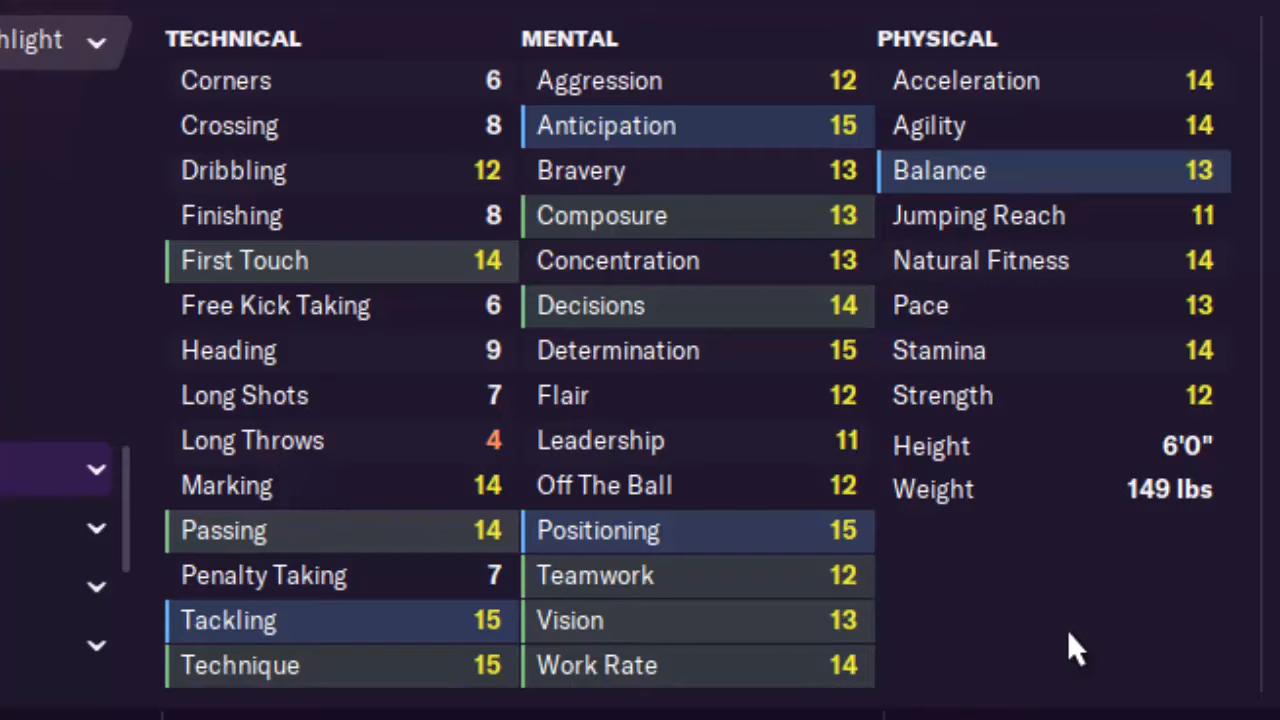 hlight
TECHNICAL
Corners 6
Crossing 8
Dribbling 12
Finishing 8
First Touch 14
Free Kick Taking 6
Heading 9
Long Shots 7
Long Throws 4
Marking 14
Passing 14
Penalty Taking 7
Tackling 15
Technique 15
MENTAL
Aggression 12
Anticipation 15
Bravery 13
Composure 13
Concentration 13
Decisions 14
Determination 15
Flair 12
Leadership 11
Off The Ball 12
Positioning 15
Teamwork 12
Vision 13
Work Rate 14
PHYSICAL
Acceleration 14
Agility 14
Balance 13
Jumping Reach 11
Natural Fitness 14
Pace 13
Stamina 14
Strength 12
Height 6'0"
Weight 149 lbs